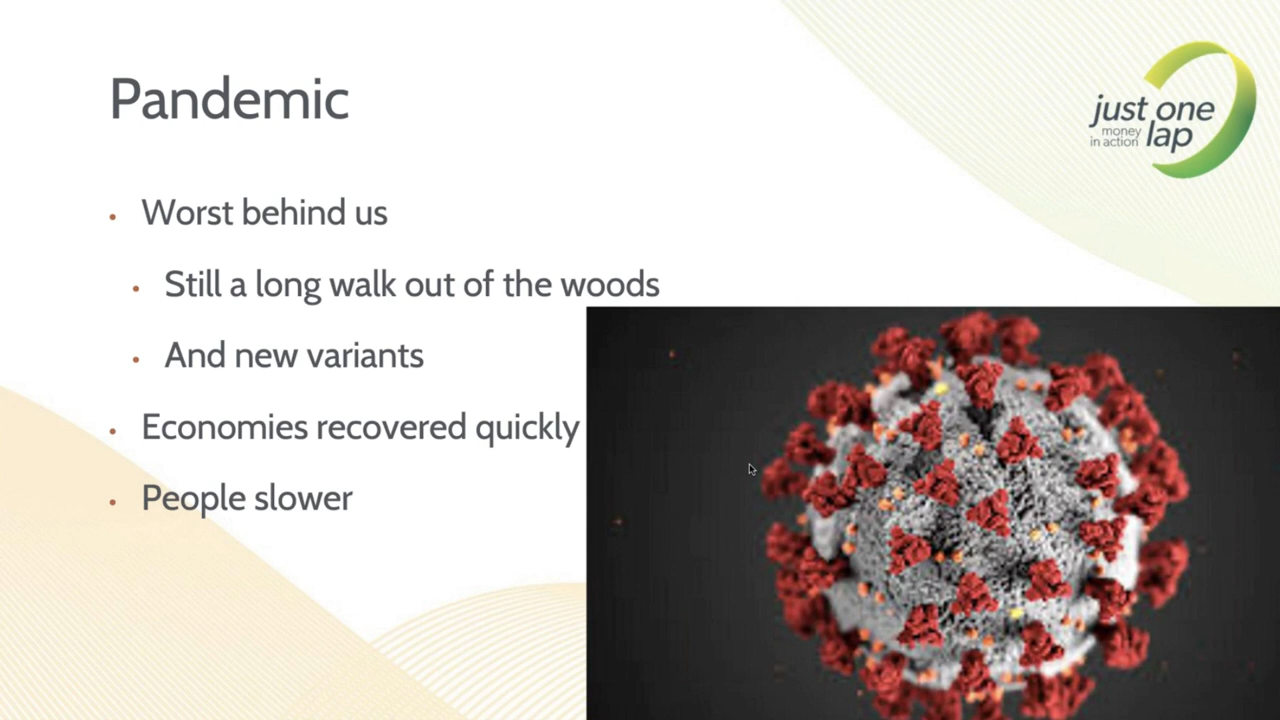 Pandemic
just one
money
in action
lap
Worst behind us
Still a long walk out of the woods
And new variants
Economies recovered quickly
People slower